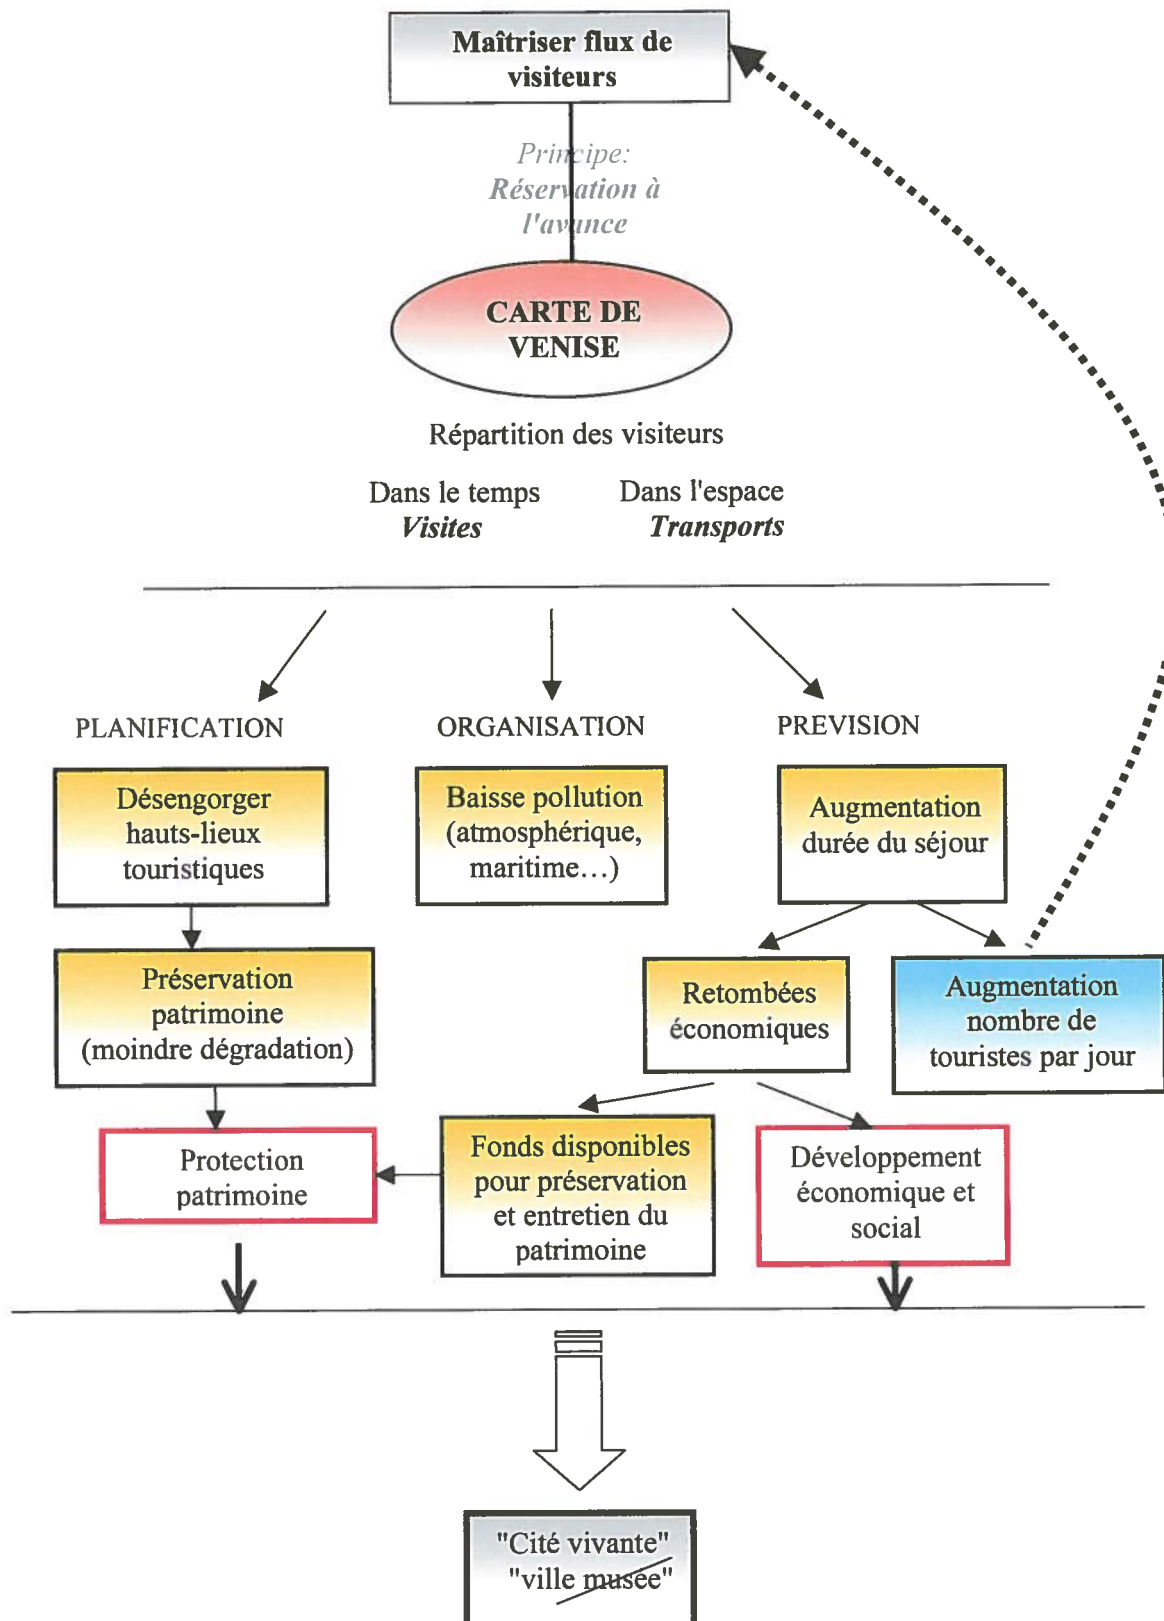 Maîtriser flux de
visiteurs
Principe:
Réservation à
l'avance
CARTE DE
VENISE
Répartition des visiteurs
Dans le temps
Visites
Dans l'espace
Transports
PLANIFICATION
ORGANISATION
PREVISION
Désengorger
hauts-lieux
touristiques
Baisse pollution
(atmosphérique,
maritime…)
Augmentation
durée du séjour
Préservation
patrimoine
(moindre dégradation)
Retombées
économiques
Augmentation
nombre de
touristes par jour
Protection
patrimoine
Fonds disponibles
pour préservation
et entretien du
patrimoine
Développement
économique et
social
"Cité vivante"
"ville musée"